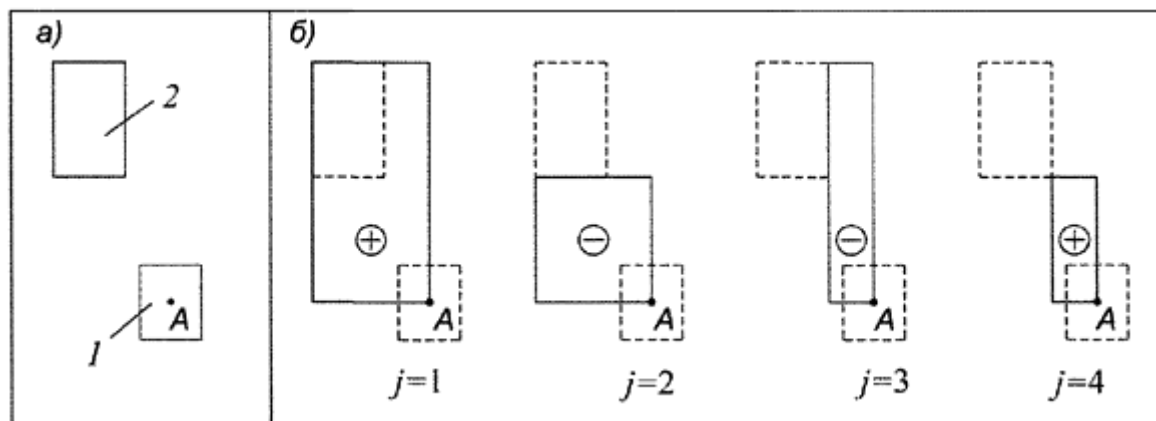 а) б)
2
1 A
⊕ ⊖ ⊖ ⊕
A A A A
j=1 j=2 j=3 j=4